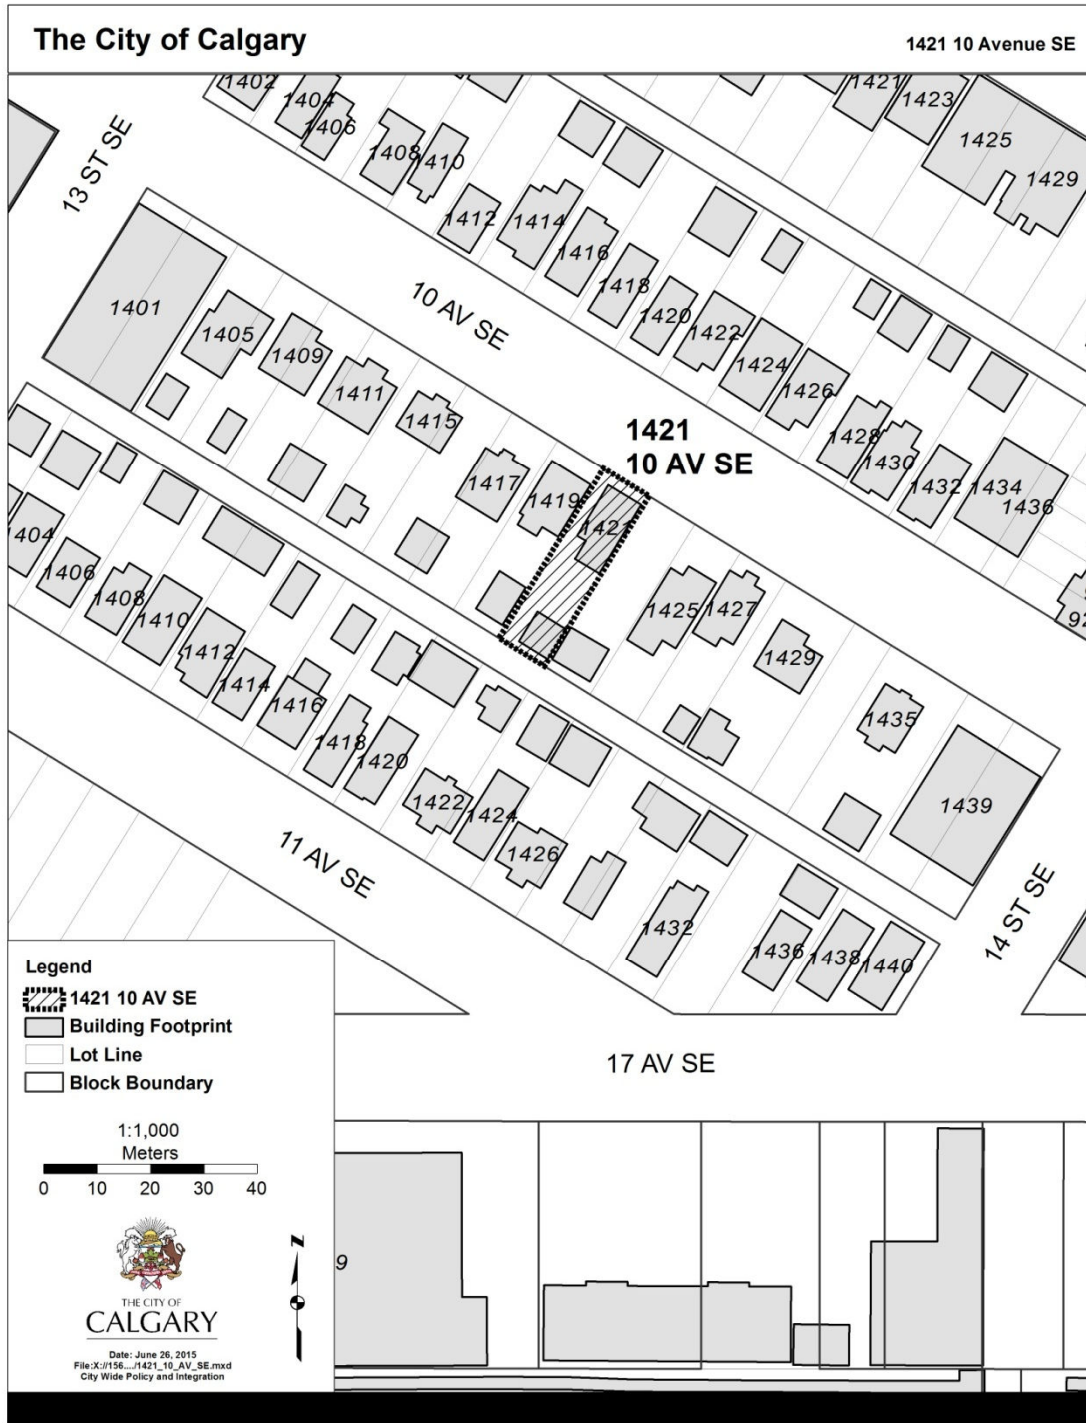 The City of Calgary
1421 10 Avenue SE
1402
1404
1406
1408
1410
1412
1414
1416
1418
1420
1422
1424
1426
1428
1430
1432
1434
1436
1421
1423
1425
1429
13 ST SE
10 AV SE
1401
1405
1409
1411
1415
1417
1419
1421
1421
10 AV SE
1425
1427
1429
1435
1439
1404
1406
1408
1410
1412
1414
1416
1418
1420
1422
1424
1426
1432
1436
1438
1440
11 AV SE
14 ST SE
17 AV SE
Legend
1421 10 AV SE
Building Footprint
Lot Line
Block Boundary
1:1,000
Meters
0 10 20 30 40
N
9
THE CITY OF
CALGARY
Date: June 26, 2015
File:X://156..../1421_10_AV_SE.mxd
City Wide Policy and Integration